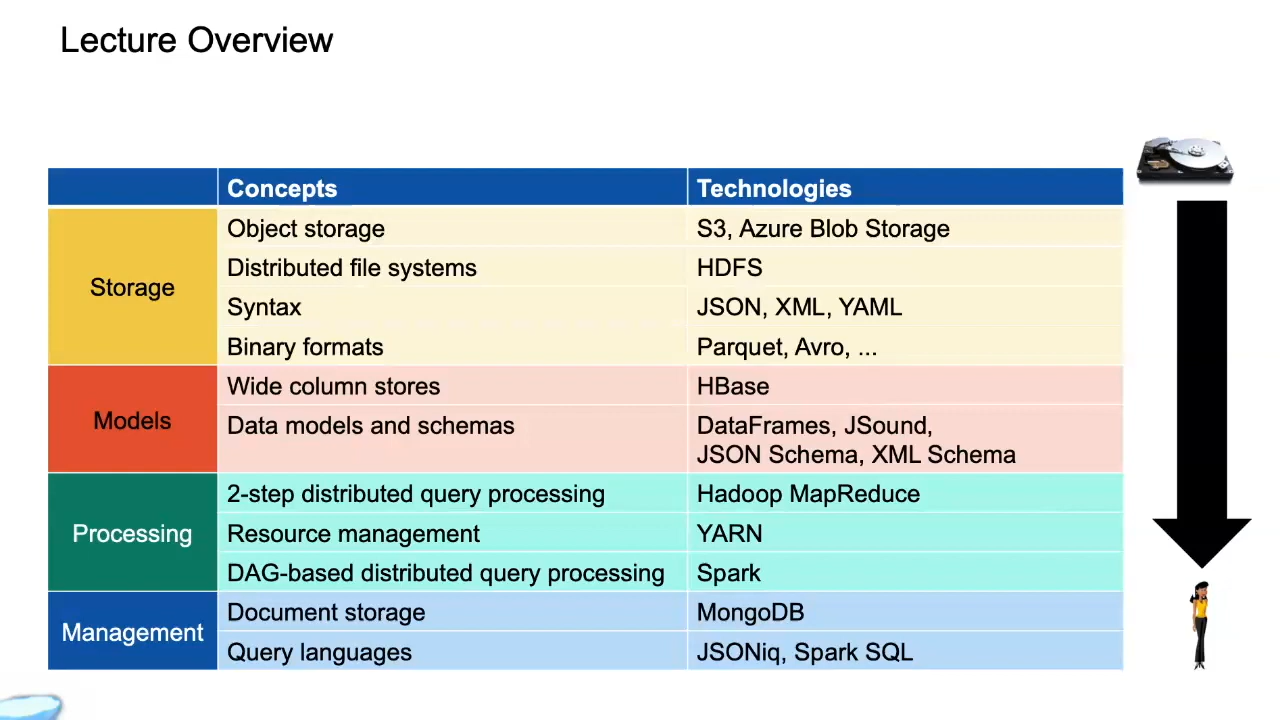 Lecture Overview
Concepts Technologies
Storage
Object storage S3, Azure Blob Storage
Distributed file systems HDFS
Syntax JSON, XML, YAML
Binary formats Parquet, Avro, ...
Models
Wide column stores HBase
Data models and schemas DataFrames, JSound,
JSON Schema, XML Schema
Processing
2-step distributed query processing Hadoop MapReduce
Resource management YARN
DAG-based distributed query processing Spark
Management
Document storage MongoDB
Query languages JSONiq, Spark SQL